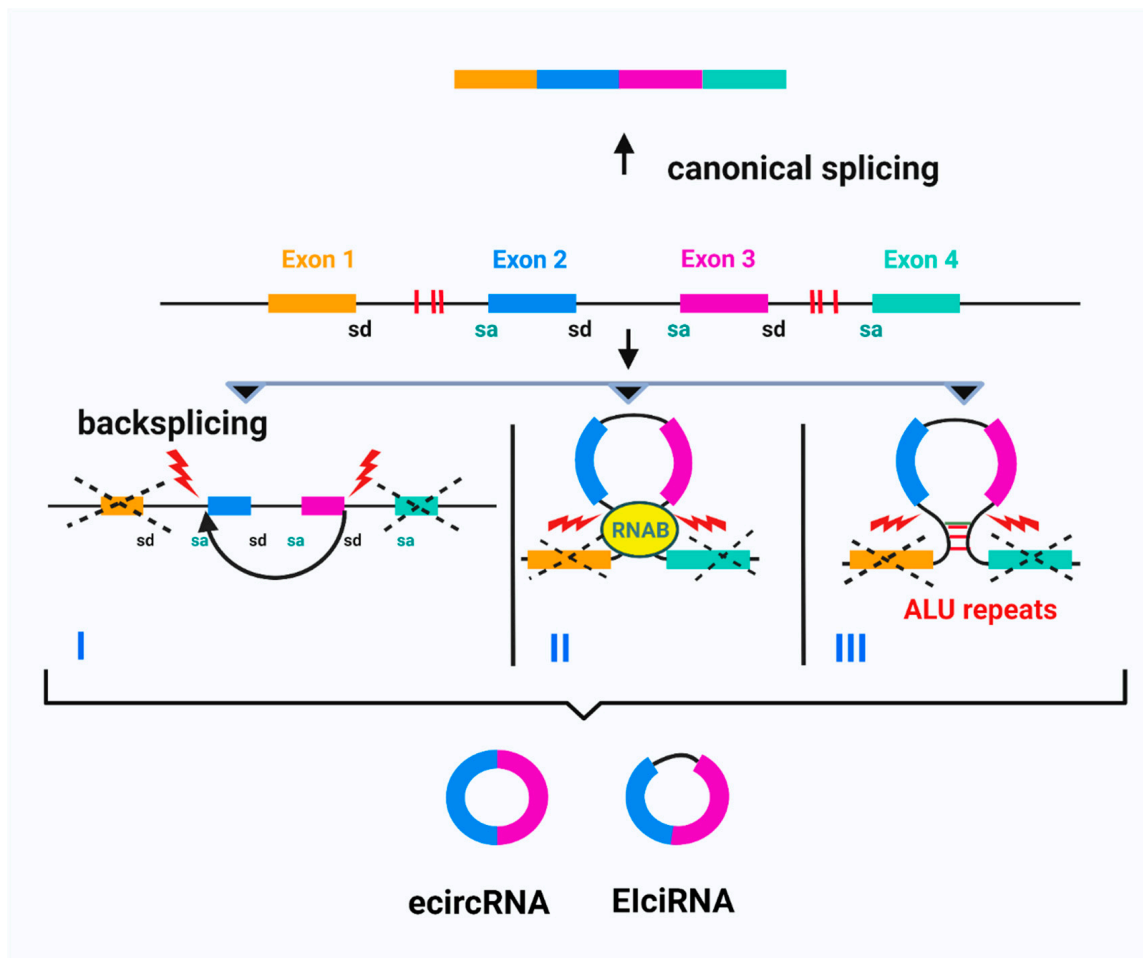 canonical splicing
Exon 1 Exon 2 Exon 3 Exon 4
sd sa sd sa sd sa
backsplicing
sd sa sd sa sd sa
RNAB
ALU repeats
I II III
ecircRNA EIciRNA